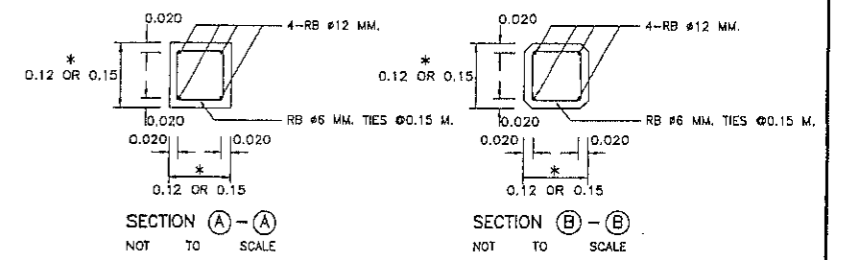 0.020
4-RB ø12 MM.
*
0.12 OR 0.15
0.020
RB ø6 MM. TIES @0.15 M.
0.020
0.020
*
0.12 OR 0.15
SECTION A - A
NOT TO SCALE
0.020
4-RB ø12 MM.
*
0.12 OR 0.15
0.020
RB ø6 MM. TIES @0.15 M.
0.020
0.020
*
0.12 OR 0.15
SECTION B - B
NOT TO SCALE